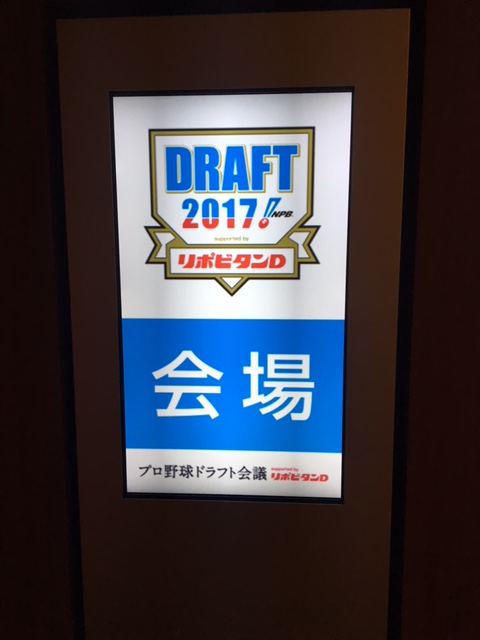 DRAFT
2017! NPB
supported by
リポビタンD
会場
プロ野球ドラフト会議 supported by リポビタンD